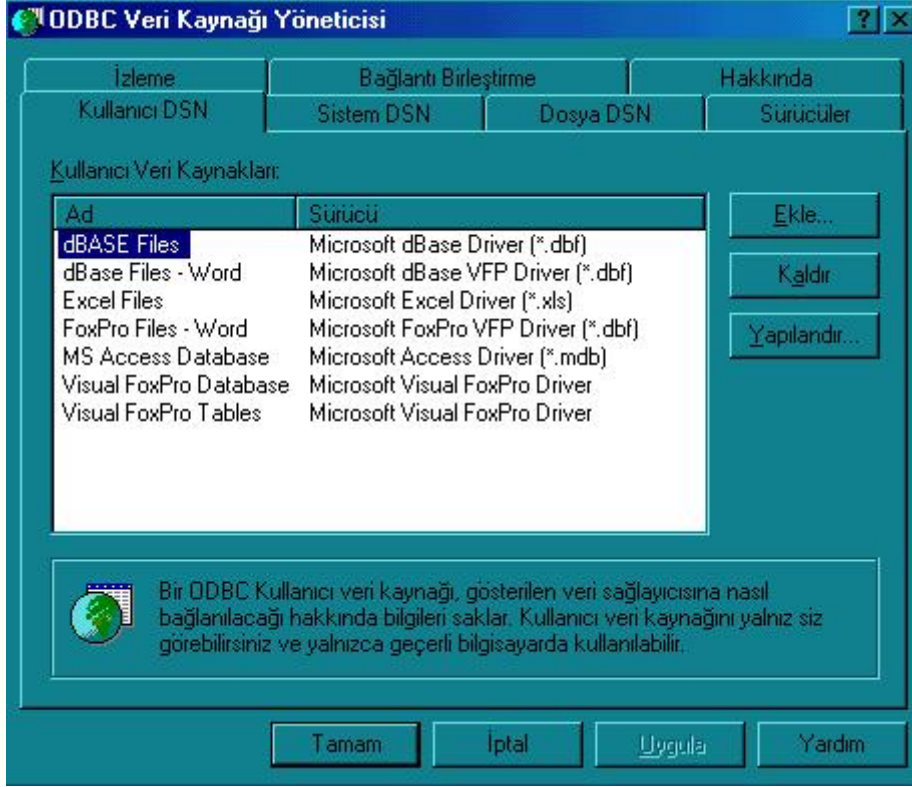 ODBC Veri Kaynağı Yöneticisi
İzleme Bağlantı Birleştirme Hakkında
Kullanıcı DSN Sistem DSN Dosya DSN Sürücüler
Kullanıcı Veri Kaynakları:
Ad Sürücü
dBASE Files Microsoft dBase Driver (*.dbf)
dBase Files - Word Microsoft dBase VFP Driver (*.dbf)
Excel Files Microsoft Excel Driver (*.xls)
FoxPro Files - Word Microsoft FoxPro VFP Driver (*.dbf)
MS Access Database Microsoft Access Driver (*.mdb)
Visual FoxPro Database Microsoft Visual FoxPro Driver
Visual FoxPro Tables Microsoft Visual FoxPro Driver
Ekle...
Kaldır
Yapılandır...
Bir ODBC Kullanıcı veri kaynağı, gösterilen veri sağlayıcısına nasıl
bağlanılacağı hakkında bilgileri saklar. Kullanıcı veri kaynağını yalnız siz
görebilirsiniz ve yalnızca geçerli bilgisayarda kullanılabilir.
Tamam İptal Uygula Yardım